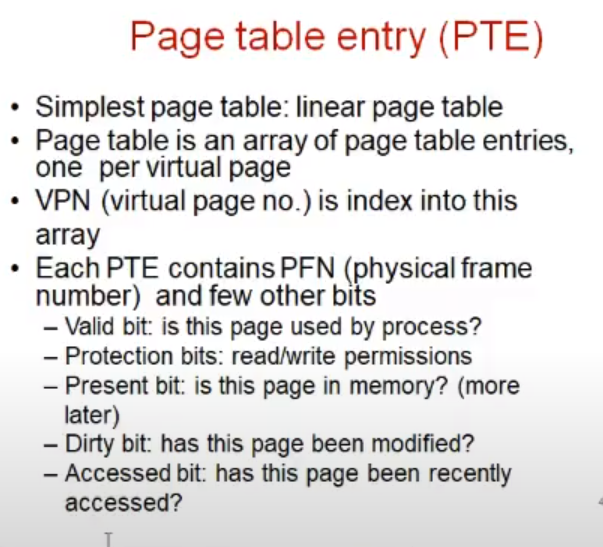 Page table entry (PTE)
• Simplest page table: linear page table
• Page table is an array of page table entries,
one per virtual page
• VPN (virtual page no.) is index into this
array
• Each PTE contains PFN (physical frame
number) and few other bits
– Valid bit: is this page used by process?
– Protection bits: read/write permissions
– Present bit: is this page in memory? (more
later)
– Dirty bit: has this page been modified?
– Accessed bit: has this page been recently
accessed?